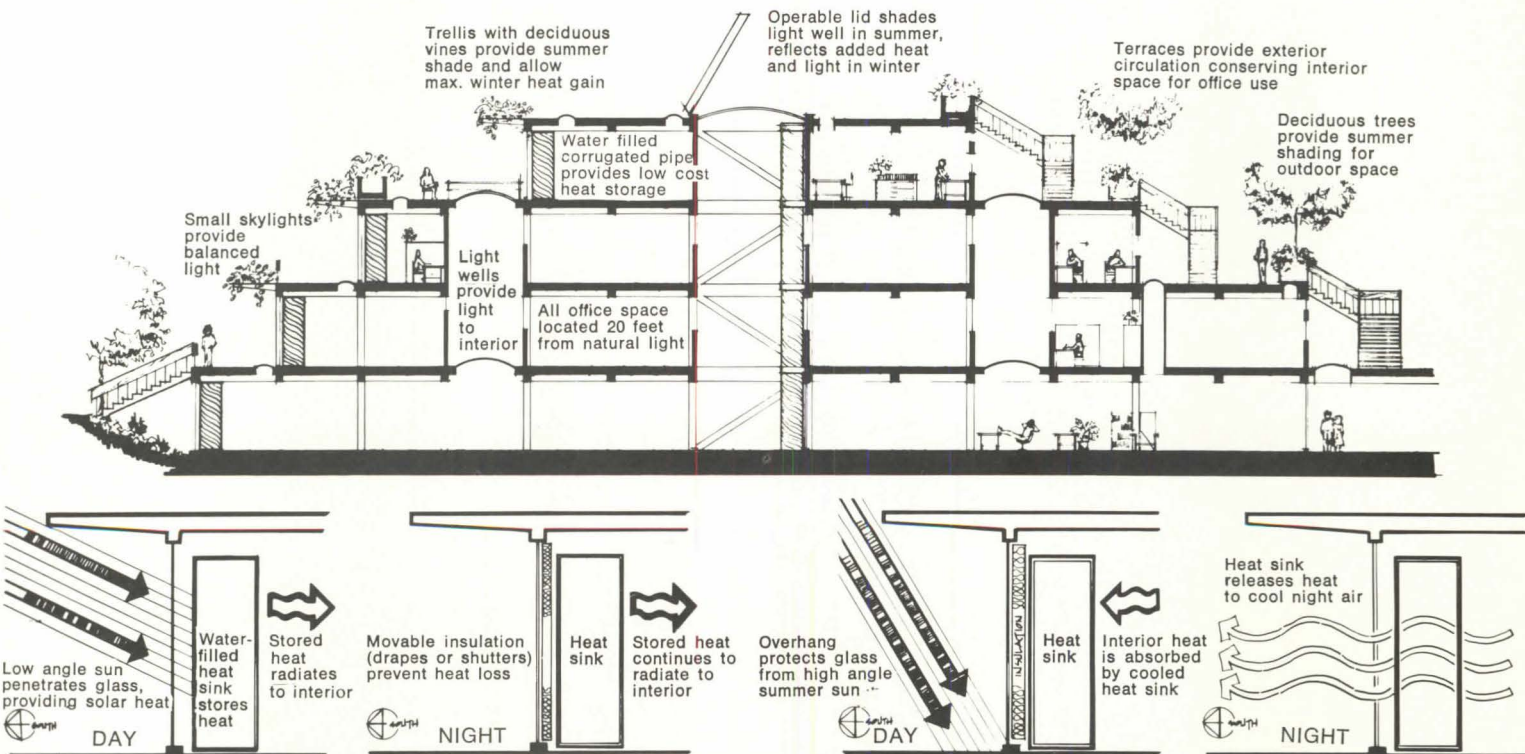 Trellis with deciduous
vines provide summer
shade and allow
max. winter heat gain
Operable lid shades
light well in summer,
reflects added heat
and light in winter
Terraces provide exterior
circulation conserving interior
space for office use
Deciduous trees
provide summer
shading for
outdoor space
Water filled
corrugated pipe
provides low cost
heat storage
Small skylights
provide
balanced
light
Light
wells
provide
light
to
interior
All office space
located 20 feet
from natural light
Low angle sun
penetrates glass,
providing solar heat
Water-
filled
heat
sink
stores
heat
Stored
heat
radiates
to interior
SOUTH
DAY
Movable insulation
(drapes or shutters)
prevent heat loss
Heat
sink
Stored heat
continues to
radiate to
interior
SOUTH
NIGHT
Overhang
protects glass
from high angle
summer sun
Heat
sink
Interior heat
is absorbed
by cooled
heat sink
SOUTH
DAY
Heat sink
releases heat
to cool night air
SOUTH
NIGHT